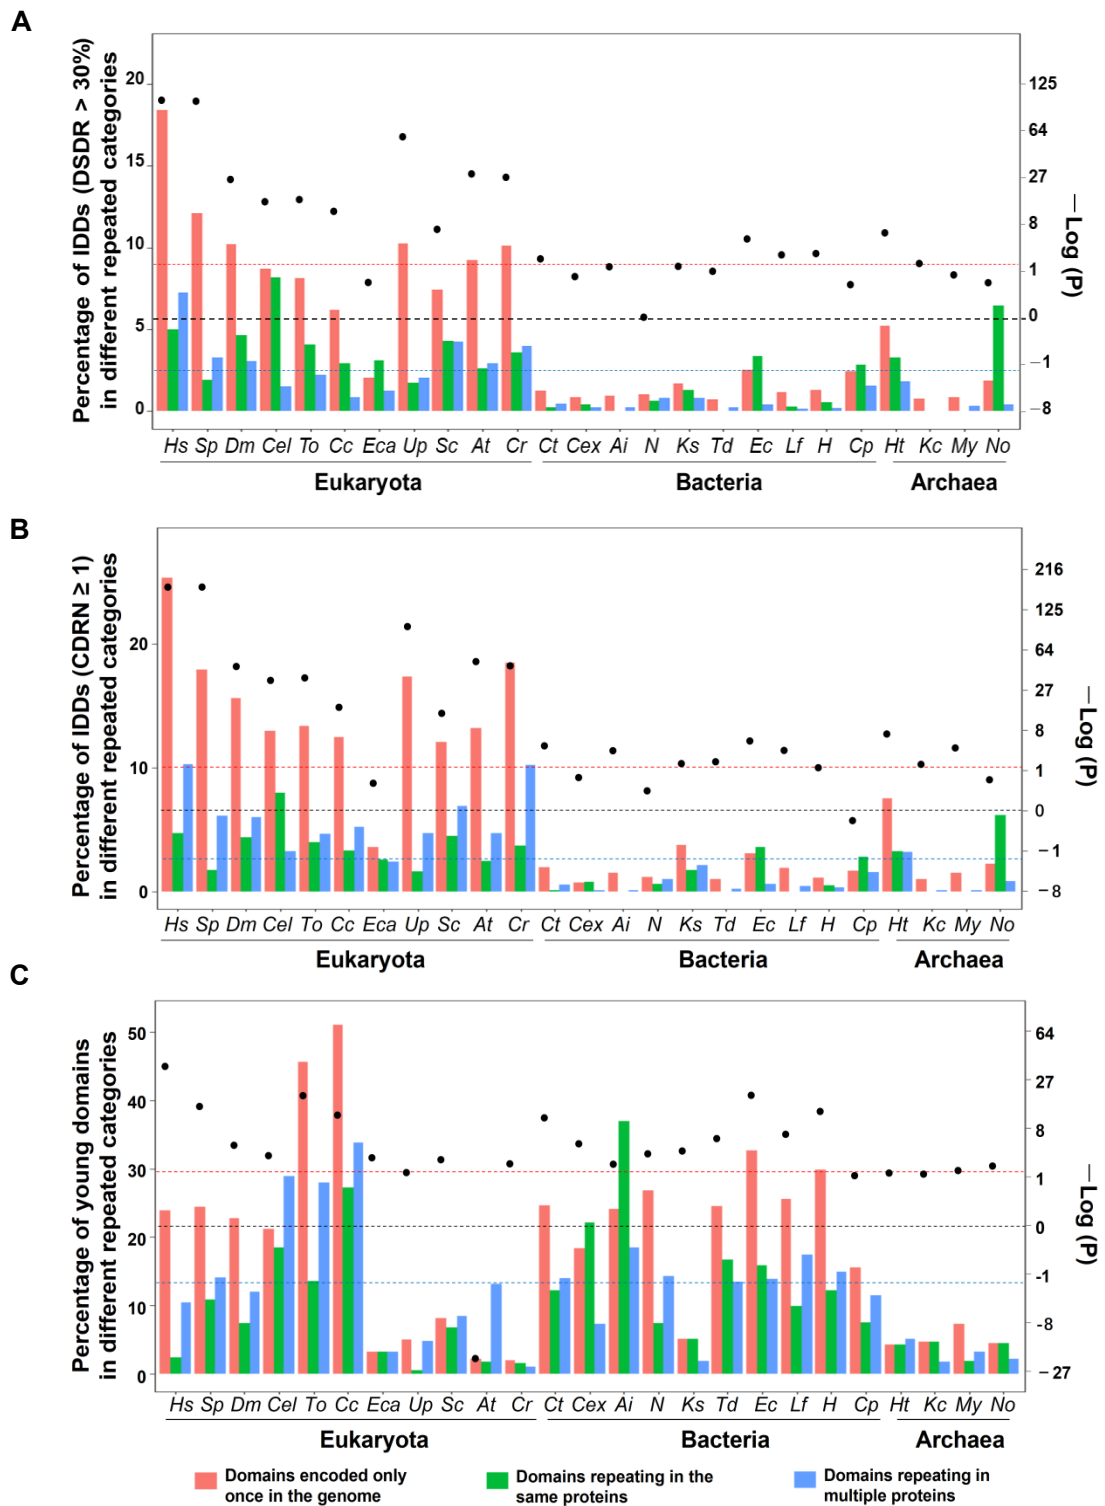 A
Percentage of IDDs (DSDR > 30%)
in different repeated categories
20
15
10
5
0
125
64
27
8
1
0
−1
−8
—Log (P)
Hs Sp Dm Cel To Cc Eca Up Sc At Cr Ct Cex Ai N Ks Td Ec Lf H Cp Ht Kc My No
Eukaryota Bacteria Archaea
B
Percentage of IDDs (CDRN ≥ 1)
in different repeated categories
20
10
0
216
125
64
27
8
1
0
−1
−8
—Log (P)
Hs Sp Dm Cel To Cc Eca Up Sc At Cr Ct Cex Ai N Ks Td Ec Lf H Cp Ht Kc My No
Eukaryota Bacteria Archaea
C
Percentage of young domains
in different repeated categories
50
40
30
20
10
0
64
27
8
1
0
-1
-8
−27
—Log (P)
Hs Sp Dm Cel To Cc Eca Up Sc At Cr Ct Cex Ai N Ks Td Ec Lf H Cp Ht Kc My No
Eukaryota Bacteria Archaea
Domains encoded only
once in the genome
Domains repeating in the
same proteins
Domains repeating in
multiple proteins